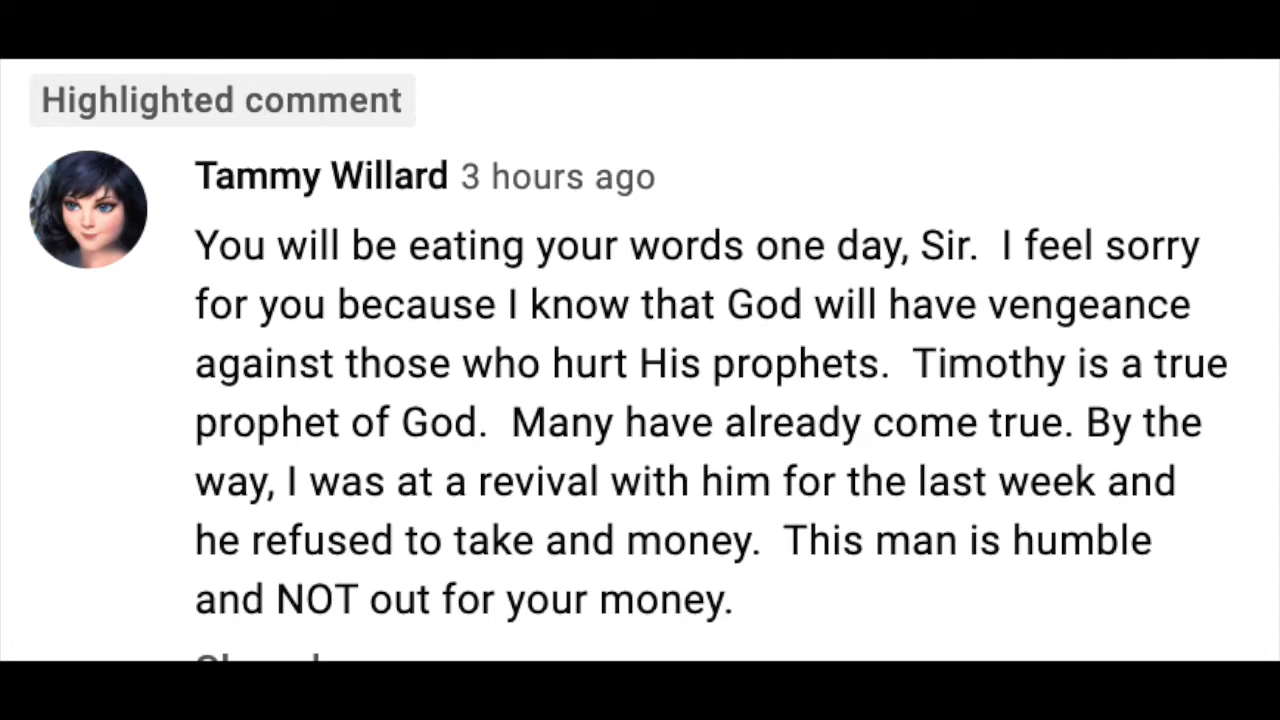 Highlighted comment
Tammy Willard 3 hours ago
You will be eating your words one day, Sir.  I feel sorry
for you because I know that God will have vengeance
against those who hurt His prophets.  Timothy is a true
prophet of God.  Many have already come true. By the
way, I was at a revival with him for the last week and
he refused to take and money.  This man is humble
and NOT out for your money.